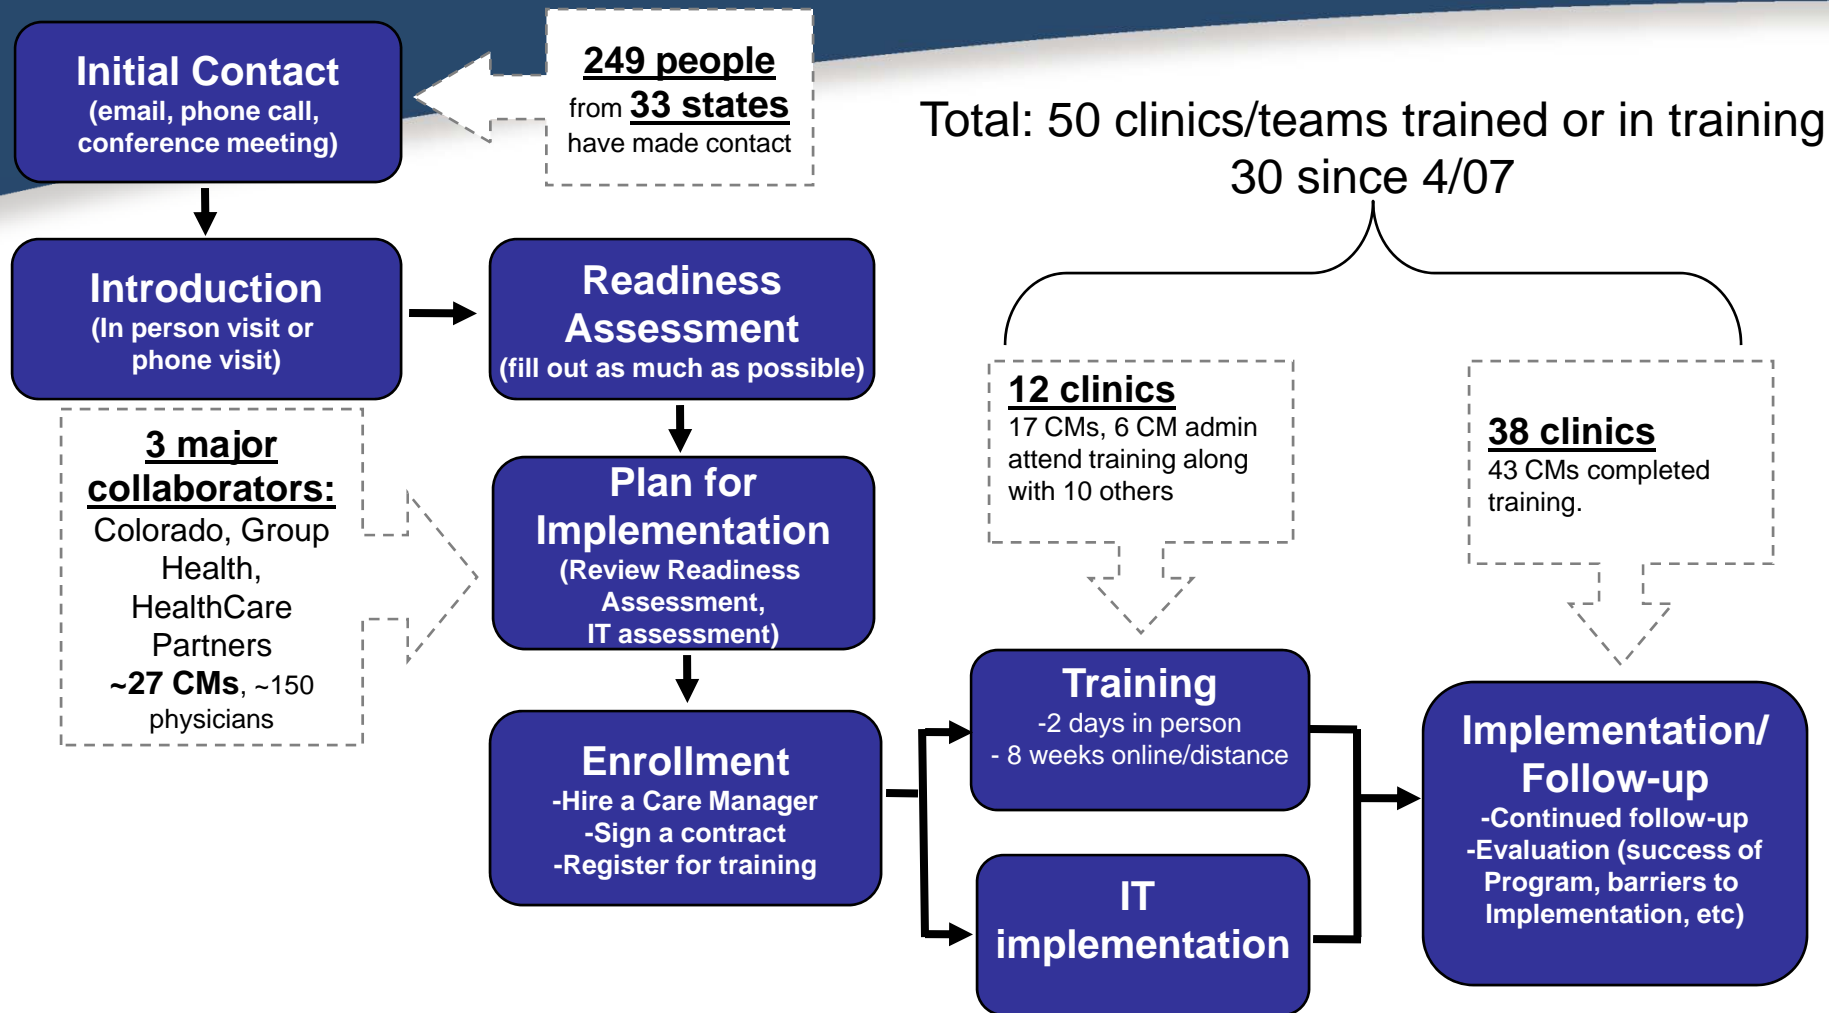 Initial Contact
(email, phone call,
conference meeting)
249 people
from 33 states
have made contact
Total: 50 clinics/teams trained or in training
30 since 4/07
Introduction
(In person visit or
phone visit)
Readiness
Assessment
(fill out as much as possible)
3 major
collaborators:
Colorado, Group
Health,
HealthCare
Partners
~27 CMs, ~150
physicians
Plan for
Implementation
(Review Readiness
Assessment,
IT assessment)
12 clinics
17 CMs, 6 CM admin
attend training along
with 10 others
38 clinics
43 CMs completed
training.
Enrollment
-Hire a Care Manager
-Sign a contract
-Register for training
Training
-2 days in person
- 8 weeks online/distance
IT
implementation
Implementation/
Follow-up
-Continued follow-up
-Evaluation (success of
Program, barriers to
Implementation, etc)